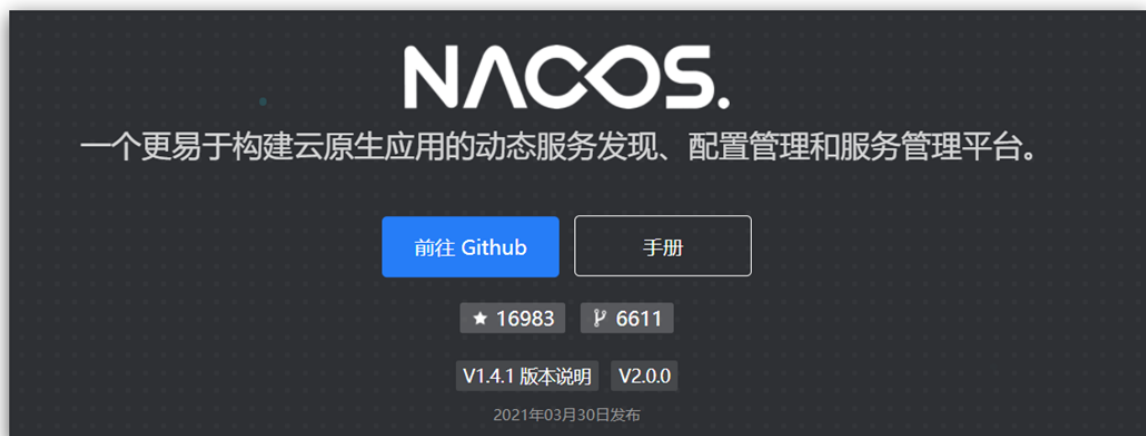 NACOS.
一个更易于构建云原生应用的动态服务发现、配置管理和服务管理平台。
前往 Github 手册
16983 6611
V1.4.1 版本说明 V2.0.0
2021年03月30日发布